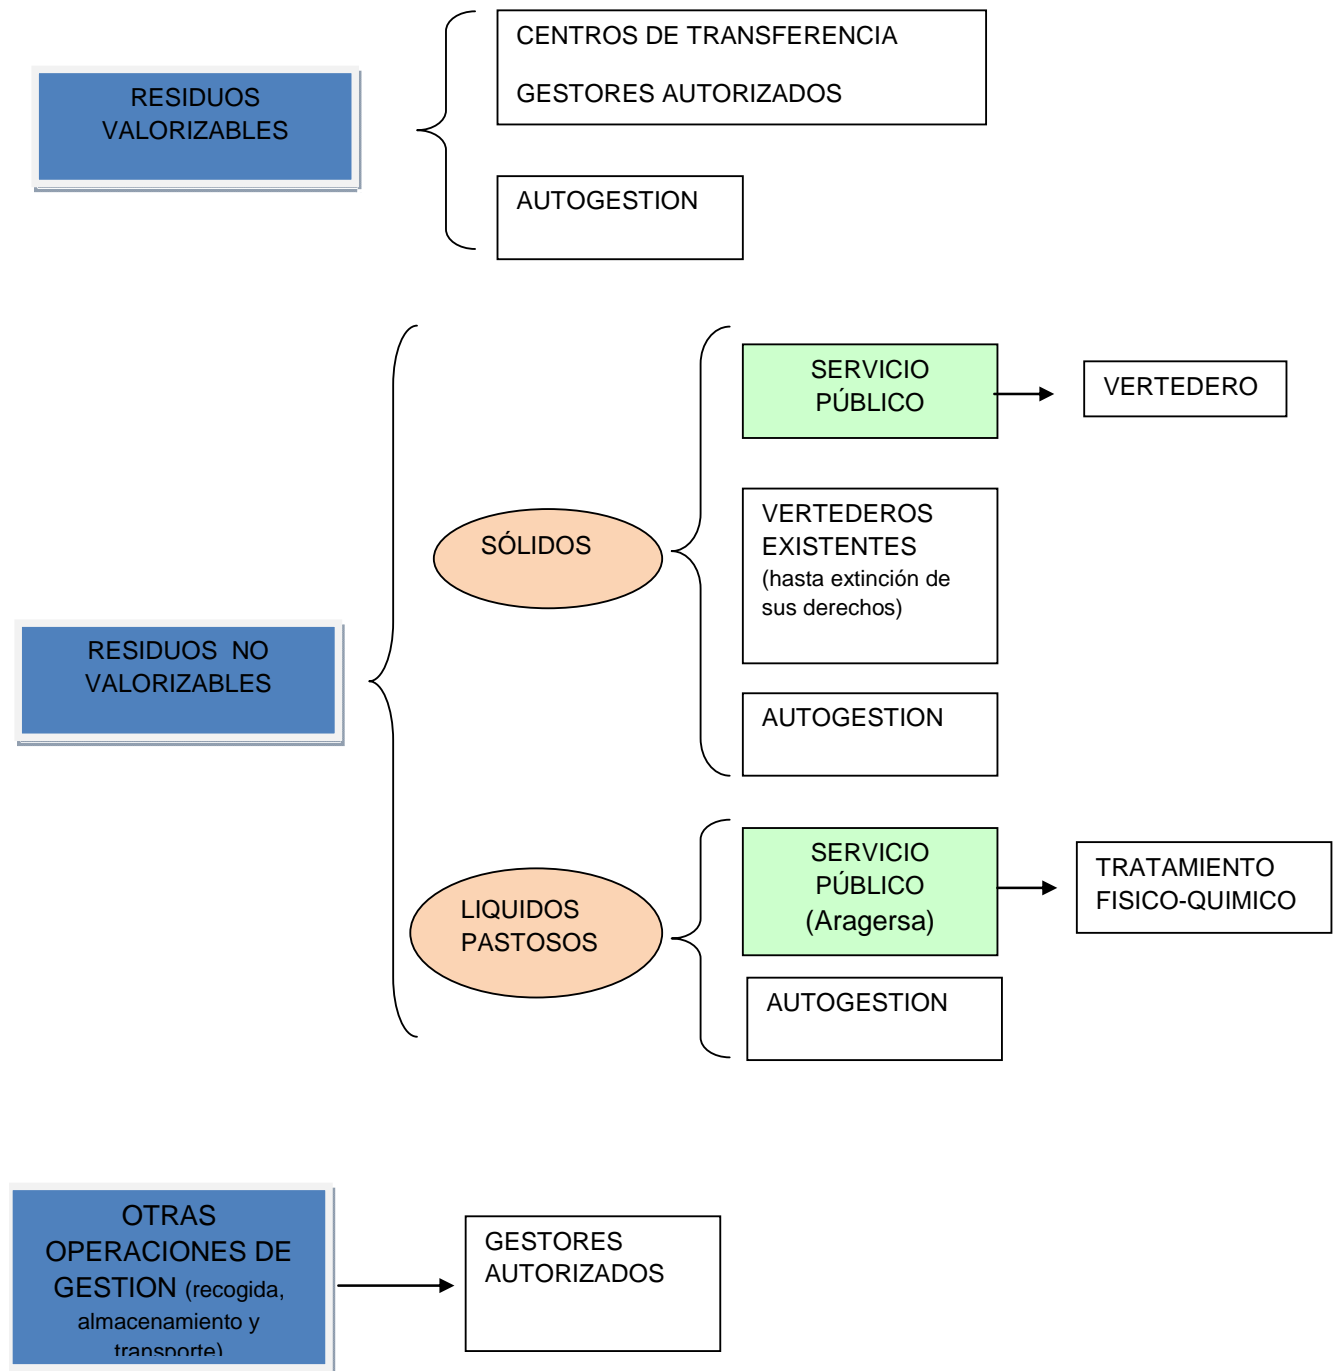 RESIDUOS
VALORIZABLES
CENTROS DE TRANSFERENCIA
GESTORES AUTORIZADOS
AUTOGESTION
RESIDUOS NO
VALORIZABLES
SÓLIDOS
SERVICIO
PÚBLICO
VERTEDERO
VERTEDEROS
EXISTENTES
(hasta extinción de
sus derechos)
AUTOGESTION
LIQUIDOS
PASTOSOS
SERVICIO
PÚBLICO
(Aragersa)
TRATAMIENTO
FISICO-QUIMICO
AUTOGESTION
OTRAS
OPERACIONES DE
GESTION (recogida,
almacenamiento y
transporte)
GESTORES
AUTORIZADOS